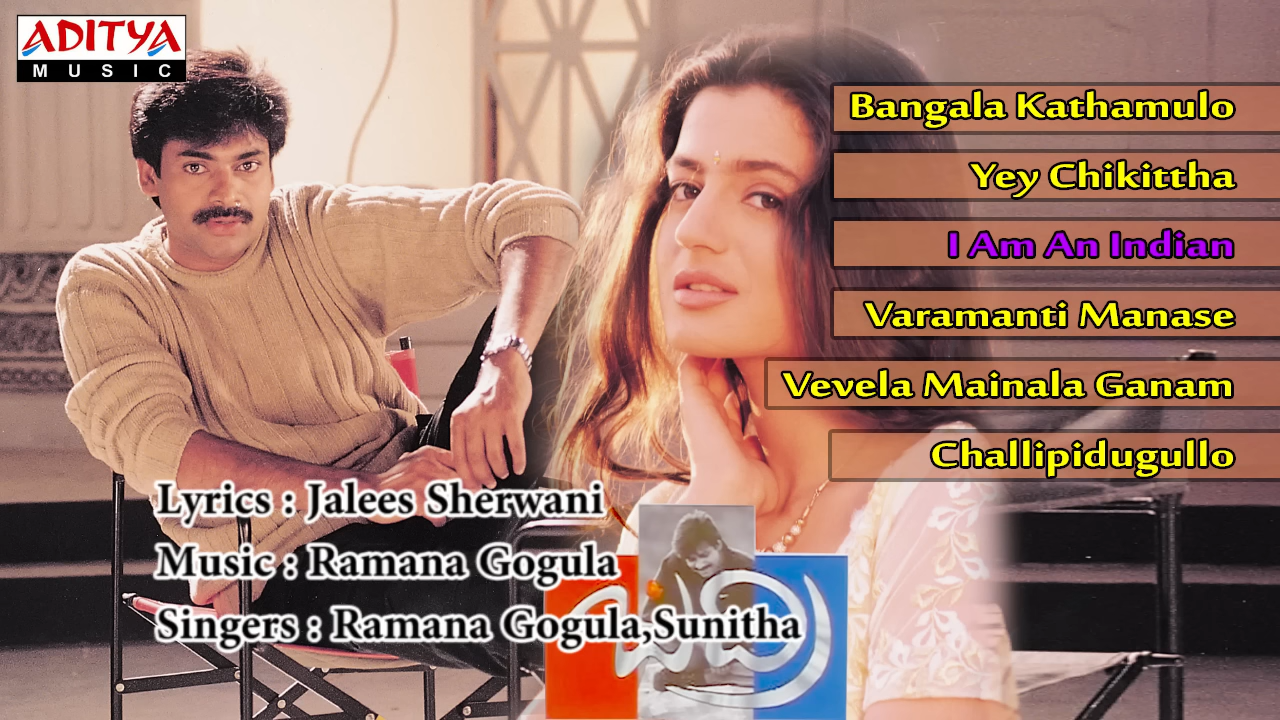 ADITYA
MUSIC
Bangala Kathamulo
Yey Chikittha
I Am An Indian
Varamanti Manase
Vevela Mainala Ganam
Challipidugullo
Lyrics : Jalees Sherwani
Music : Ramana Gogula
Singers : Ramana Gogula,Sunitha
బద్రి